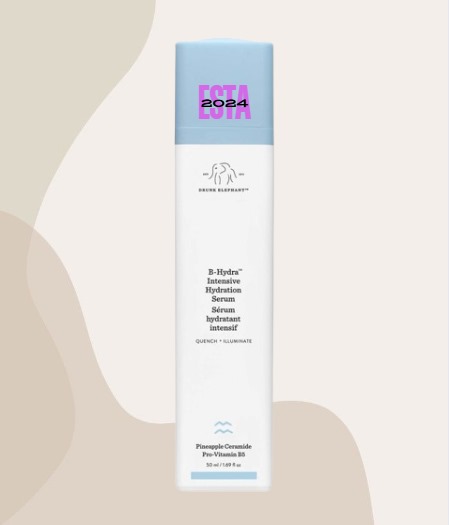 ESTA
2024
DRUNK ELEPHANT™
B-Hydra™
Intensive
Hydration
Serum
Sérum
hydratant
intensif
QUENCH + ILLUMINATE
Pineapple Ceramide
Pro-Vitamin B5
50 ml / 1.69 fl oz